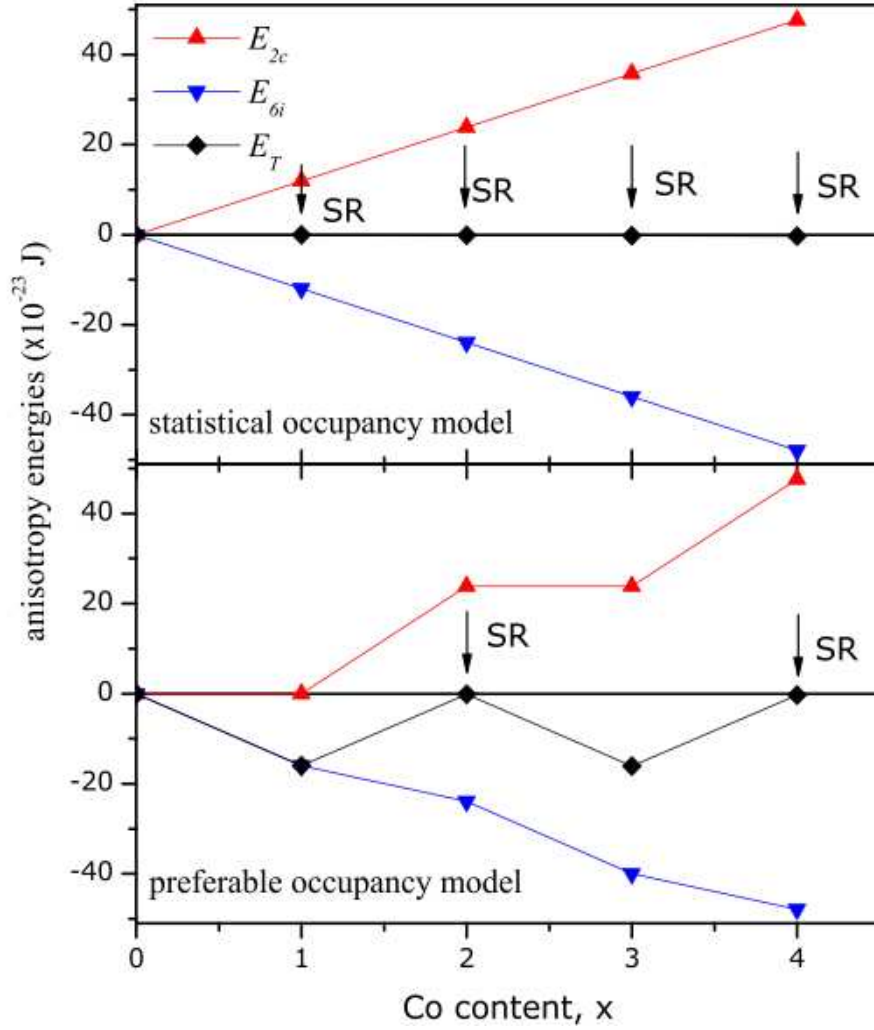 40
20
0
-20
-40
E2c
E6i
ET
SR
SR
SR
SR
statistical occupancy model
anisotropy energies (x10-23 J)
40
20
0
-20
-40
SR
SR
preferable occupancy model
0
1
2
3
4
Co content, x